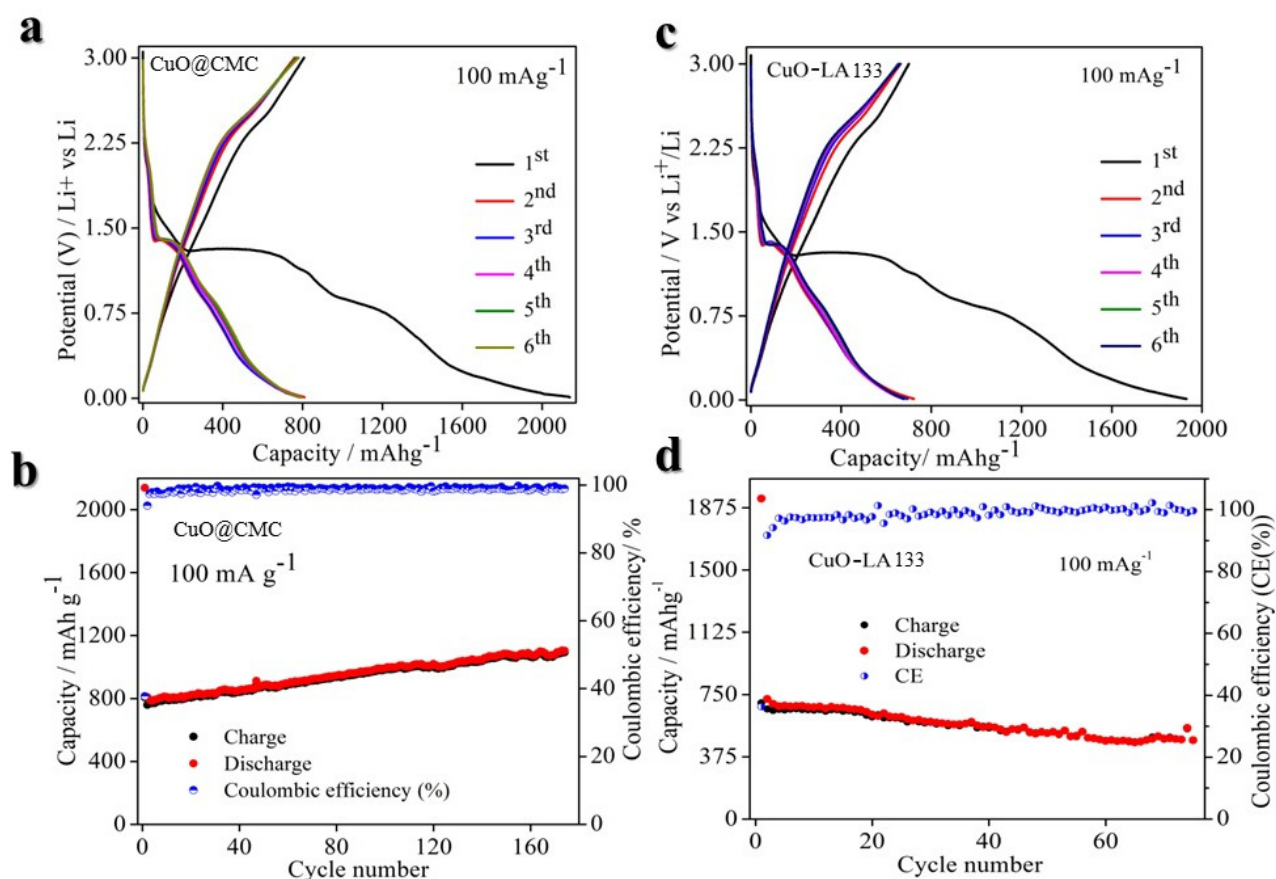 a
CuO@CMC
100 mAg⁻¹
1st
2nd
3rd
4th
5th
6th
3.00
2.25
1.50
0.75
0.00
Potential (V) / Li+ vs Li
0 400 800 1200 1600 2000
Capacity / mAhg⁻¹
c
CuO-LA133
100 mAg⁻¹
1st
2nd
3rd
4th
5th
6th
3.00
2.25
1.50
0.75
0.00
Potential / V vs Li⁺/Li
0 400 800 1200 1600 2000
Capacity/ mAhg⁻¹
b
CuO@CMC
100 mA g⁻¹
Charge
Discharge
Coulombic efficiency (%)
2000
1600
1200
800
400
0
Capacity / mAh g⁻¹
100
80
60
40
20
0
Coulombic efficiency/ %
0 40 80 120 160
Cycle number
d
CuO-LA133
100 mAg⁻¹
Charge
Discharge
CE
1875
1500
1125
750
375
0
Capacity / mAhg⁻¹
100
80
60
40
20
0
Coulombic efficiency (CE(%))
0 20 40 60
Cycle number